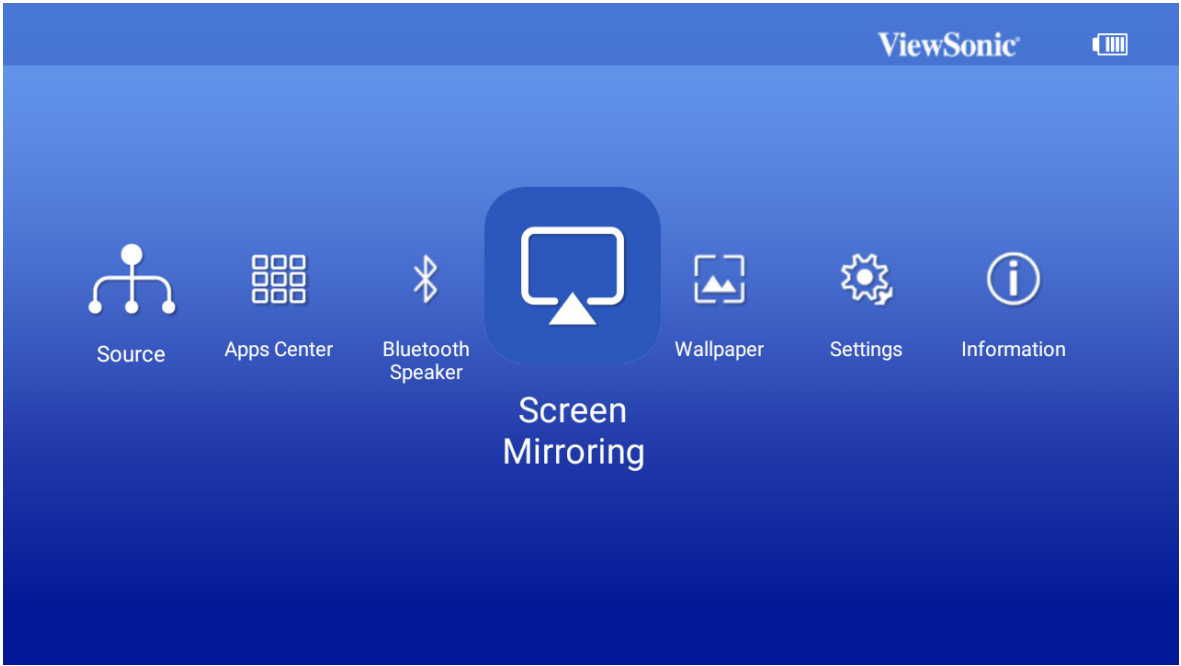 ViewSonic
Source
Apps Center
Bluetooth
Speaker
Screen
Mirroring
Wallpaper
Settings
Information